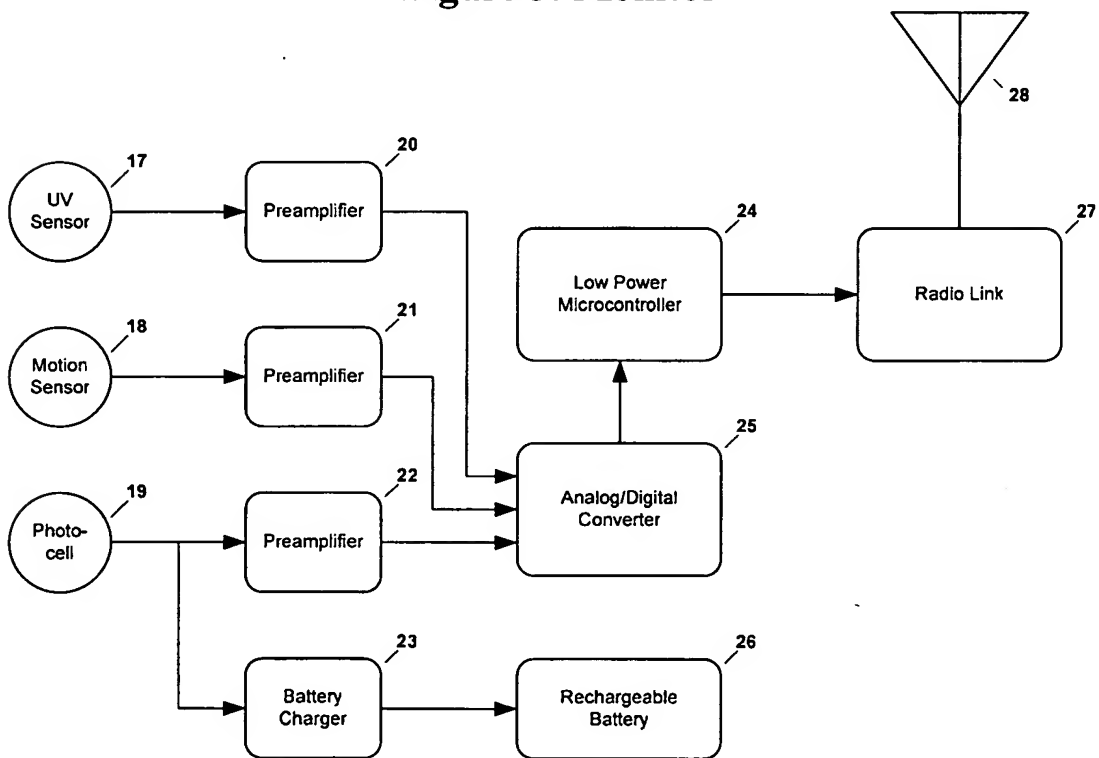 28
17
UV
Sensor
20
Preamplifier
24
Low Power
Microcontroller
27
Radio Link
18
Motion
Sensor
21
Preamplifier
25
Analog/Digital
Converter
19
Photo-
cell
22
Preamplifier
23
Battery
Charger
26
Rechargeable
Battery